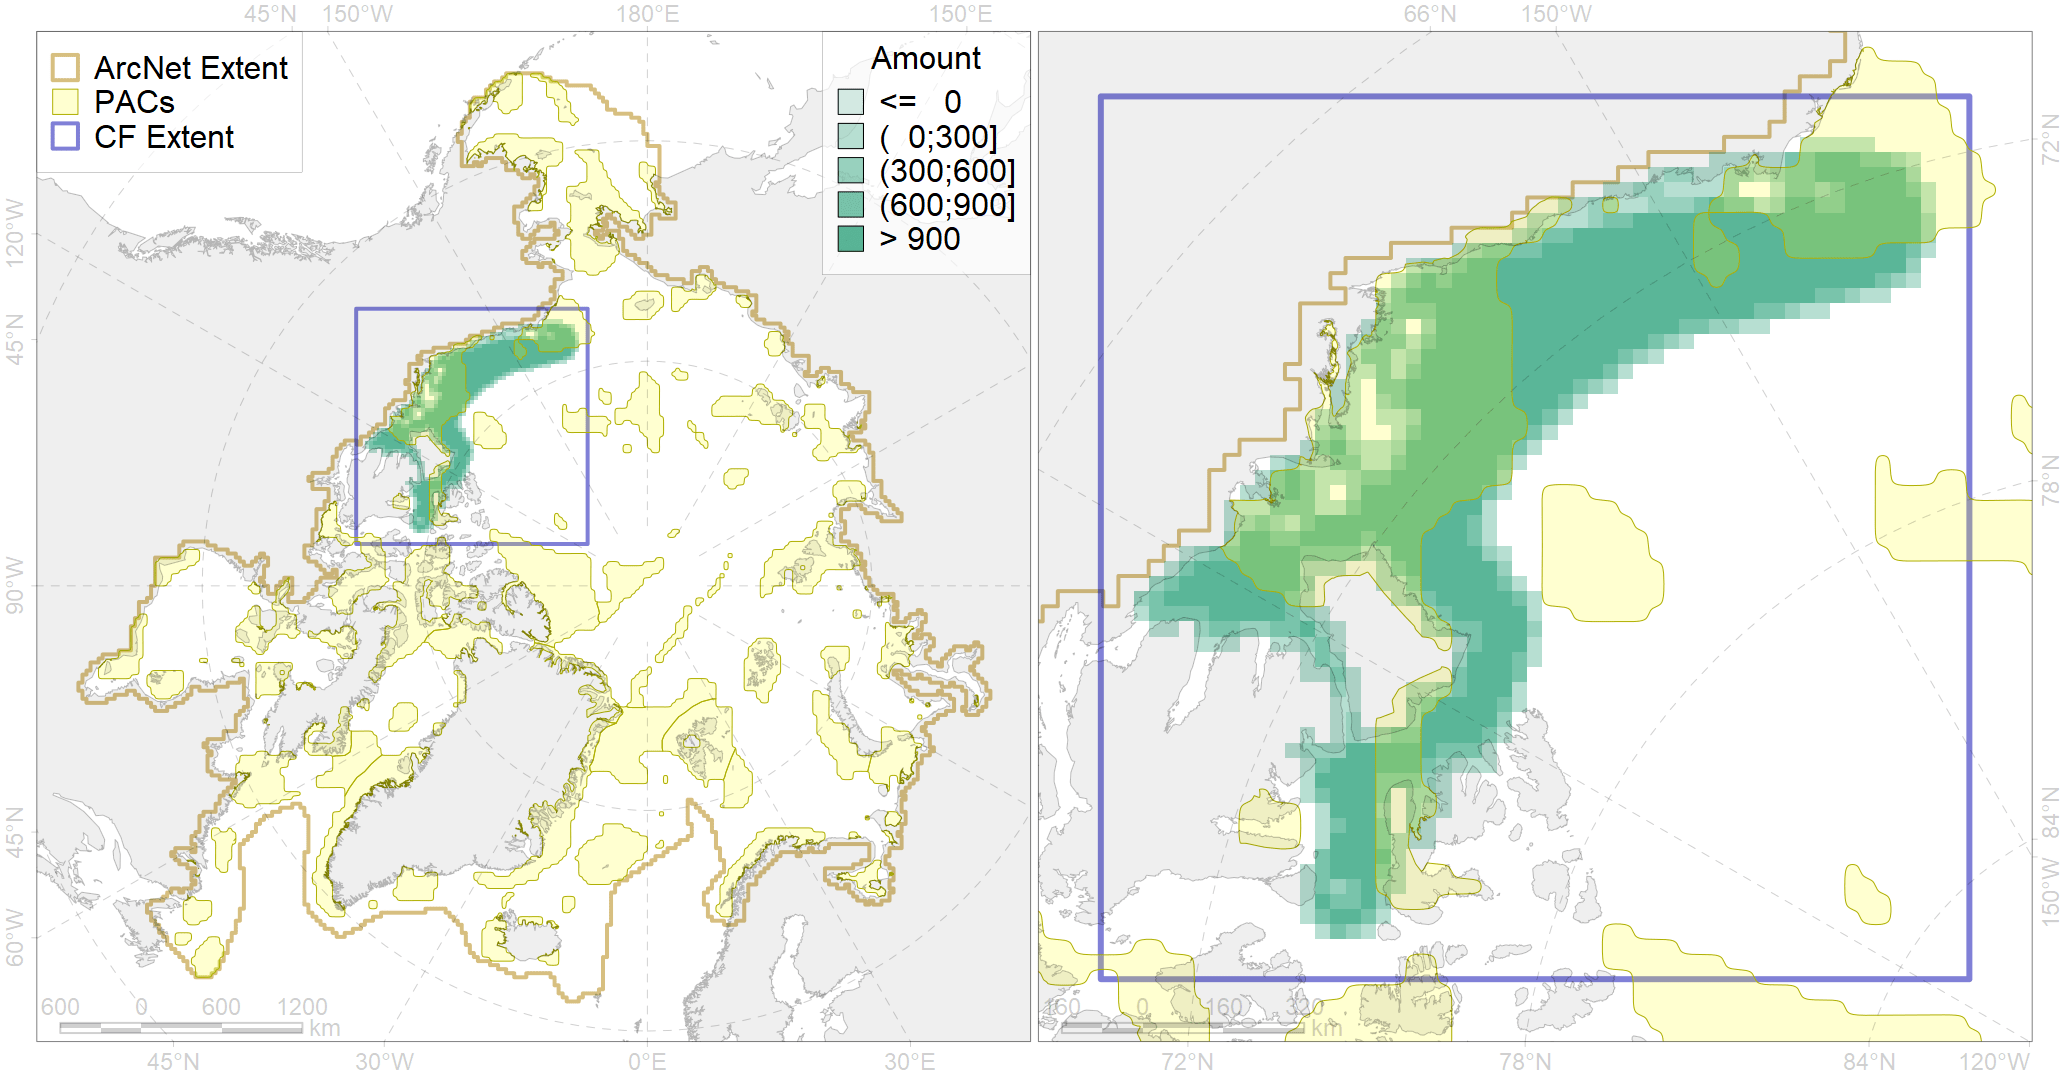 45°N 150°W 180°E 150°E 66°N 150°W
ArcNet Extent
PACs
CF Extent
Amount
<= 0
( 0;300]
(300;600]
(600;900]
> 900
120°W
45°N
90°W
45°N
60°W
72°N
78°N
84°N
150°W
600 0 600 1200
km
160 0 160 320
km
45°N 30°W 0°E 30°E 72°N 78°N 84°N 120°W